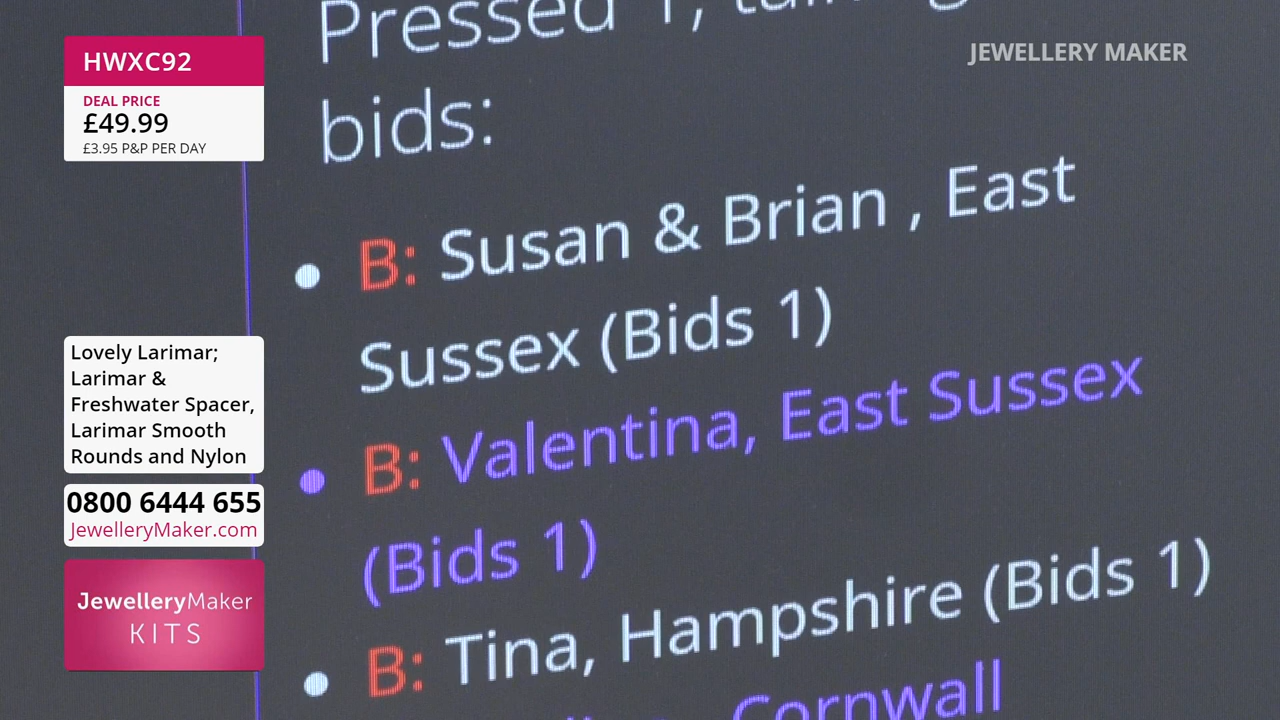 HWXC92
DEAL PRICE
£49.99
£3.95 P&P PER DAY
JEWELLERY MAKER
Pressed 1,
bids:
B: Susan & Brian , East
Sussex (Bids 1)
B: Valentina, East Sussex
(Bids 1)
B: Tina, Hampshire (Bids 1)
Cornwall
Lovely Larimar;
Larimar &
Freshwater Spacer,
Larimar Smooth
Rounds and Nylon
0800 6444 655
JewelleryMaker.com
JewelleryMaker
KITS